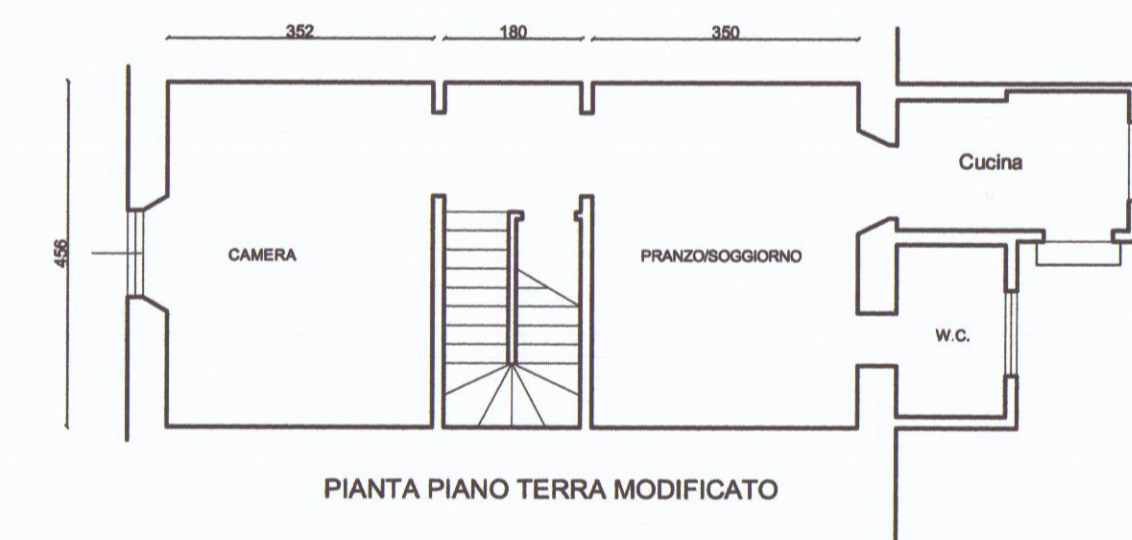 352
180
350
456
Cucina
CAMERA
PRANZO/SOGGIORNO
W.C.
PIANTA PIANO TERRA MODIFICATO